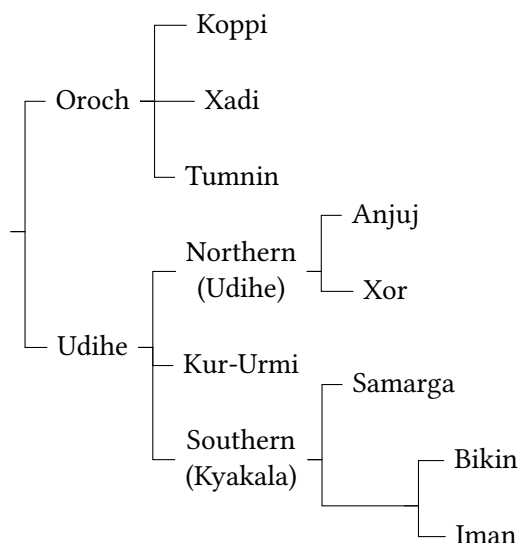 Koppi
Oroch
Xadi
Tumnin
Anjuj
Northern
(Udihe)
Xor
Udihe
Kur-Urmi
Samarga
Southern
(Kyakala)
Bikin
Iman